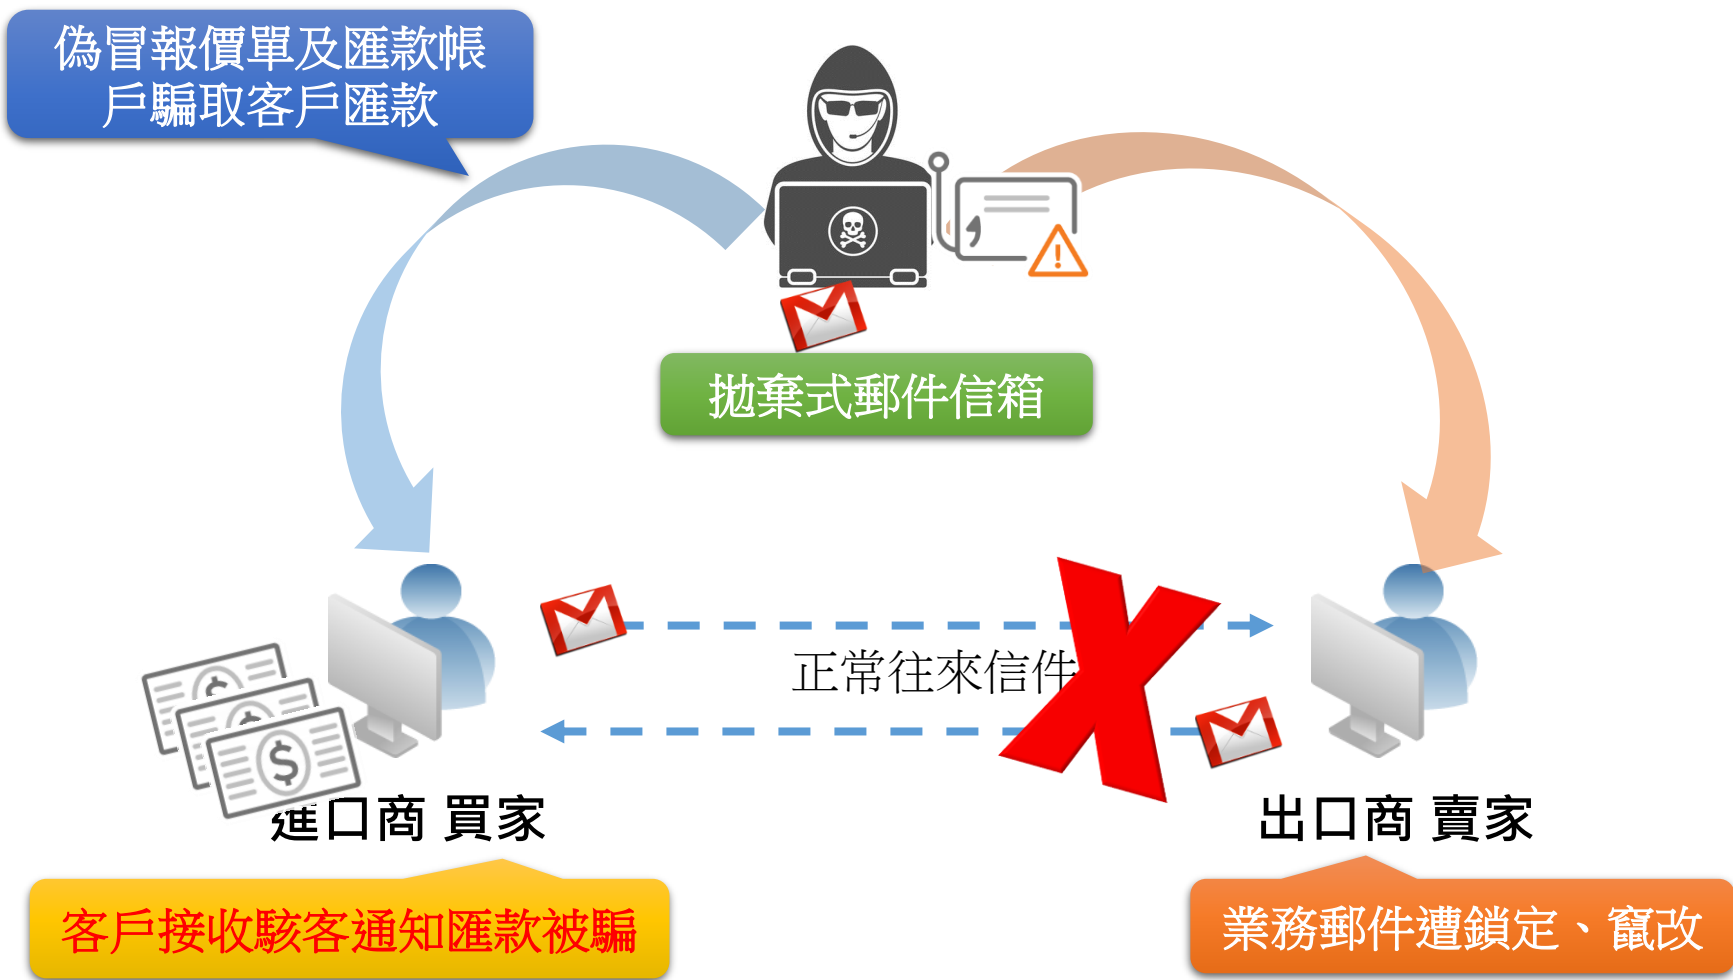 偽冒報價單及匯款帳
戶騙取客戶匯款
拋棄式郵件信箱
正常往來信件
進口商 買家
出口商 賣家
客戶接收駭客通知匯款被騙
業務郵件遭鎖定、竄改